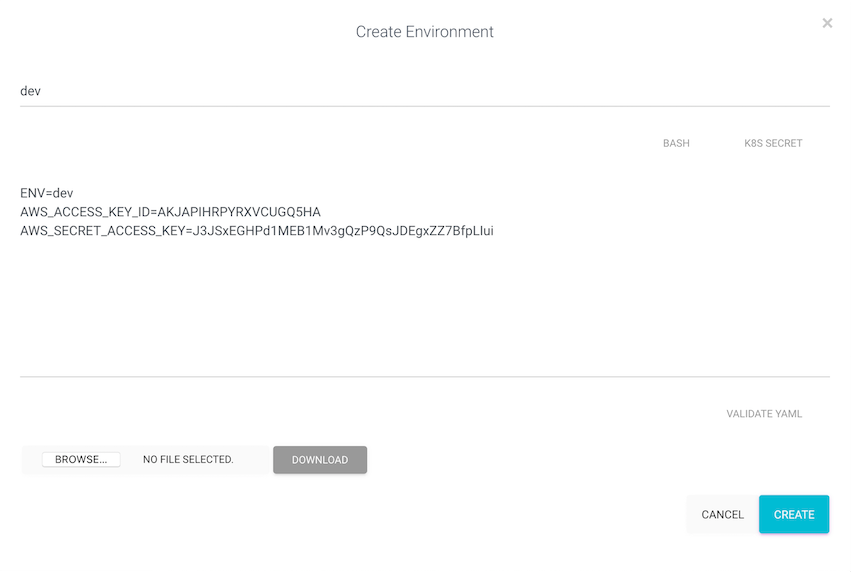 Create Environment
×
dev
BASH
K8S SECRET
ENV=dev
AWS_ACCESS_KEY_ID=AKJAPIHRPYRXVCUGQ5HA
AWS_SECRET_ACCESS_KEY=J3JSxEGHPd1MEB1Mv3gQzP9QsJDEgxZZ7BfpLIui
VALIDATE YAML
BROWSE...
NO FILE SELECTED.
DOWNLOAD
CANCEL
CREATE